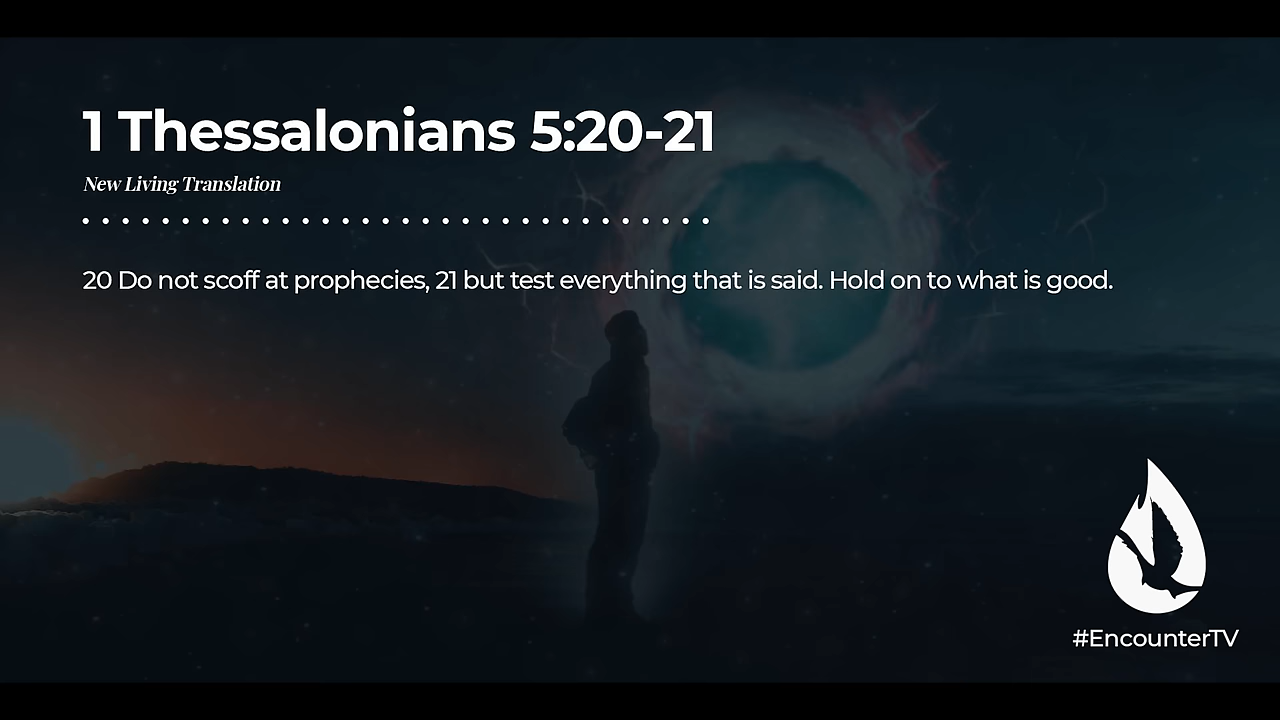 1 Thessalonians 5:20-21
New Living Translation
20 Do not scoff at prophecies, 21 but test everything that is said. Hold on to what is good.
#EncounterTV